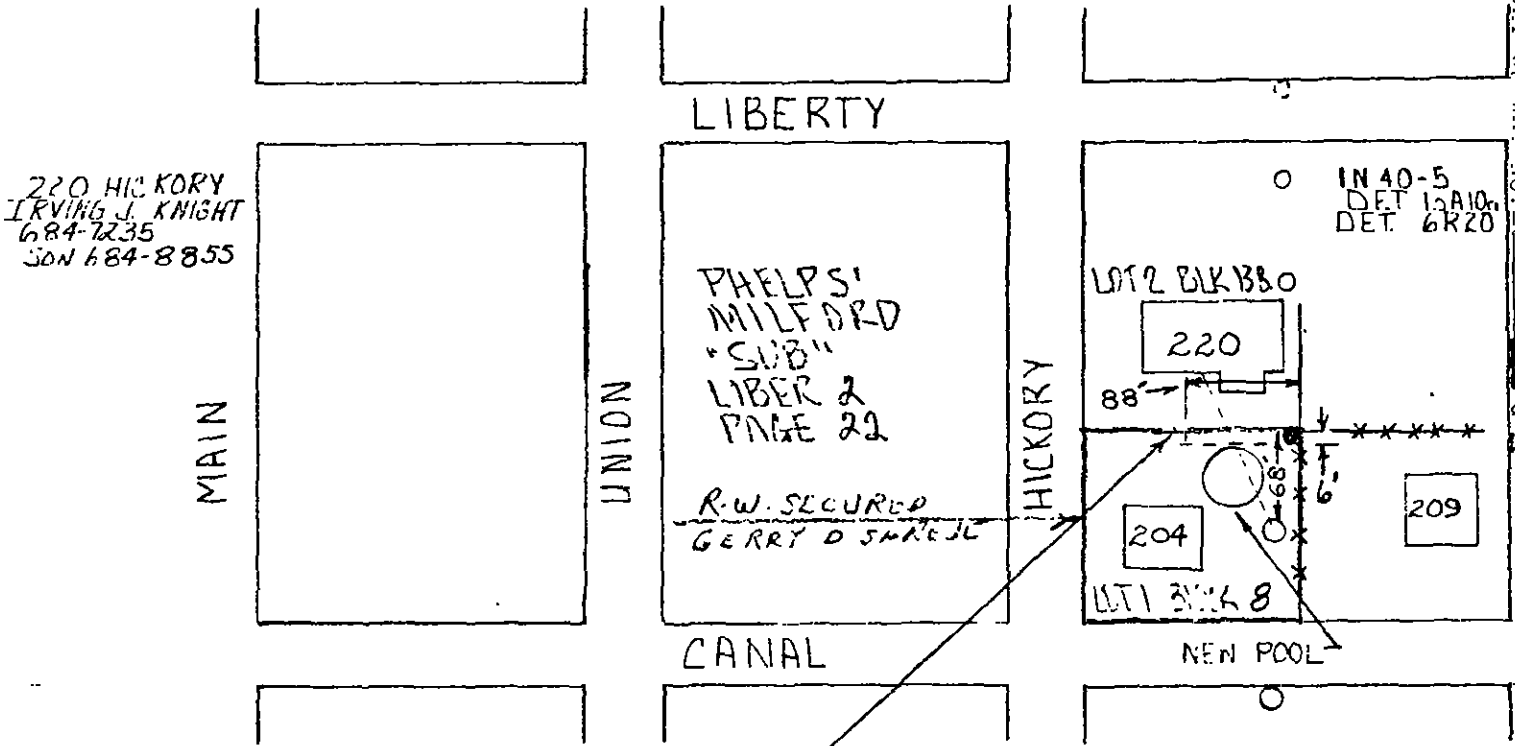 LIBERTY
220 HICKORY
IRVING J. KNIGHT
684-7235
SON 684-8855
IN 40-5
DET
DET. 6R20
PHELPS'
MILFORD
"SUB"
LIBER 2
PAGE 22
LOT 2 BLK
220
88'
MAIN
UNION
HICKORY
R.W. SECURED
GERRY D
68'
6'
204
209
LOT 1 8
CANAL
NEW POOL